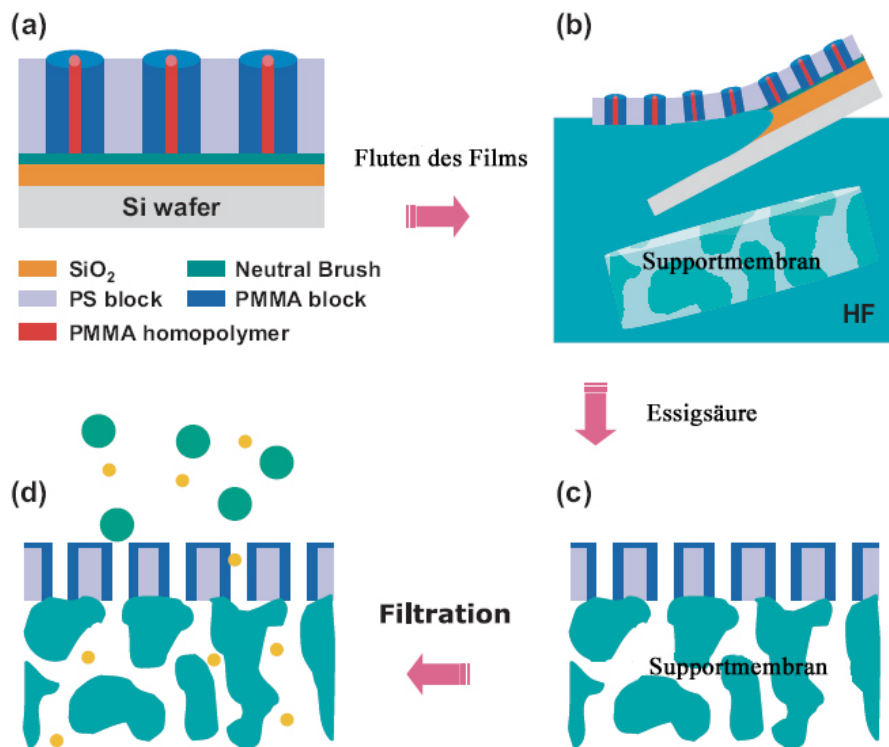 (a)
Si wafer
SiO₂
Neutral Brush
PS block
PMMA block
PMMA homopolymer
Fluten des Films
(b)
Supportmembran
HF
Essigsäure
(d)
Filtration
(c)
Supportmembran